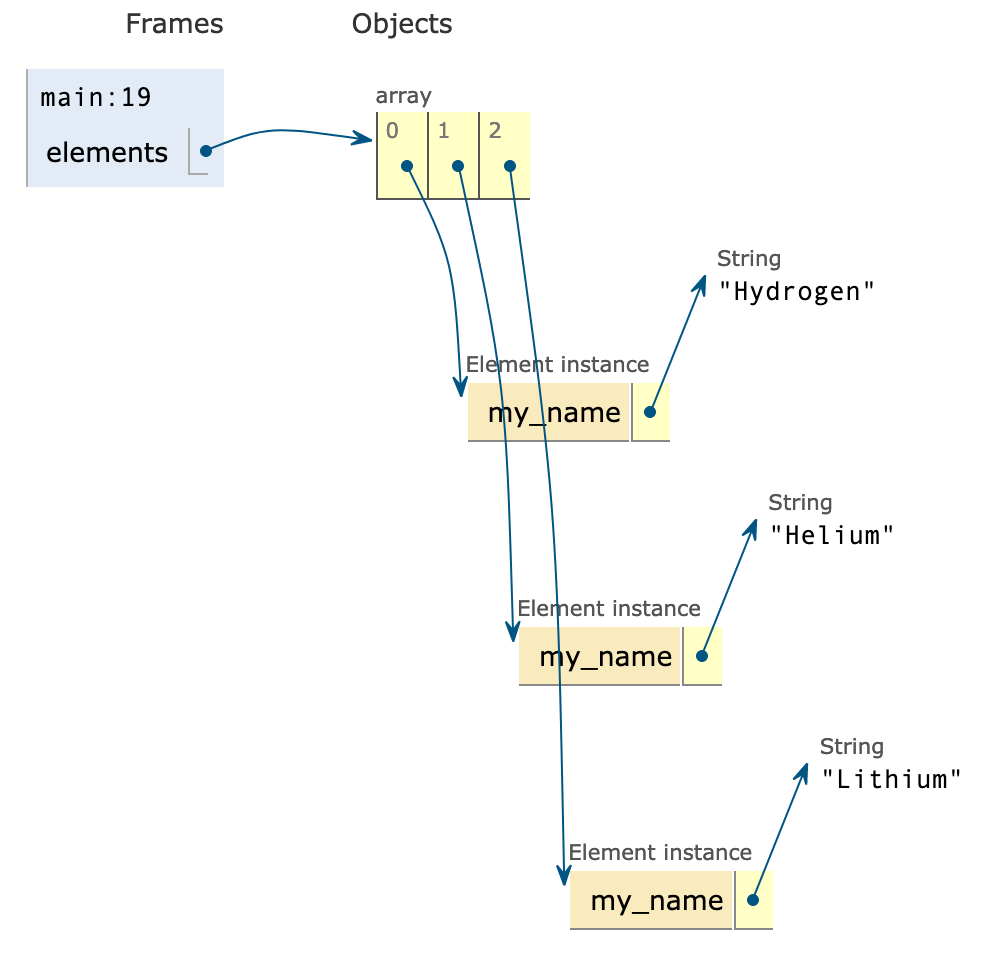 Frames
Objects
main:19
elements
array
0 1 2
String
"Hydrogen"
Element instance
my_name
String
"Helium"
Element instance
my_name
String
"Lithium"
Element instance
my_name